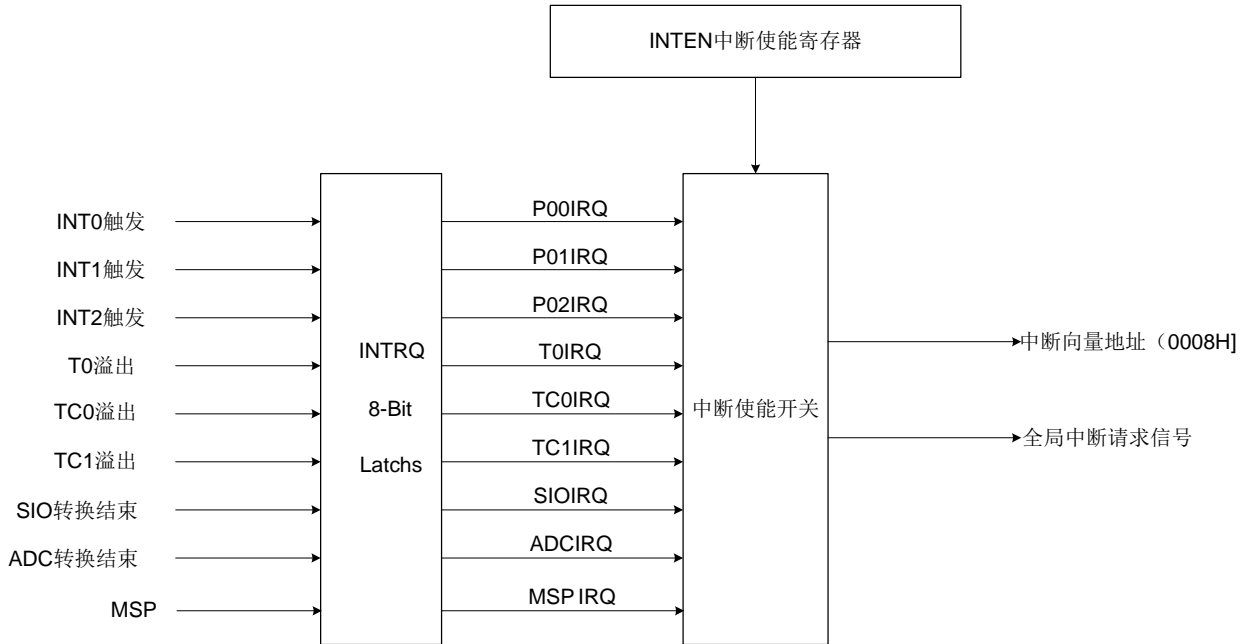 INTEN中断使能寄存器
INT0触发
INT1触发
INT2触发
T0溢出
TC0溢出
TC1溢出
SIO转换结束
ADC转换结束
MSP
INTRQ
8-Bit
Latchs
P00IRQ
P01IRQ
P02IRQ
T0IRQ
TC0IRQ
TC1IRQ
SIOIRQ
ADCIRQ
MSP IRQ
中断使能开关
中断向量地址（0008H]
全局中断请求信号